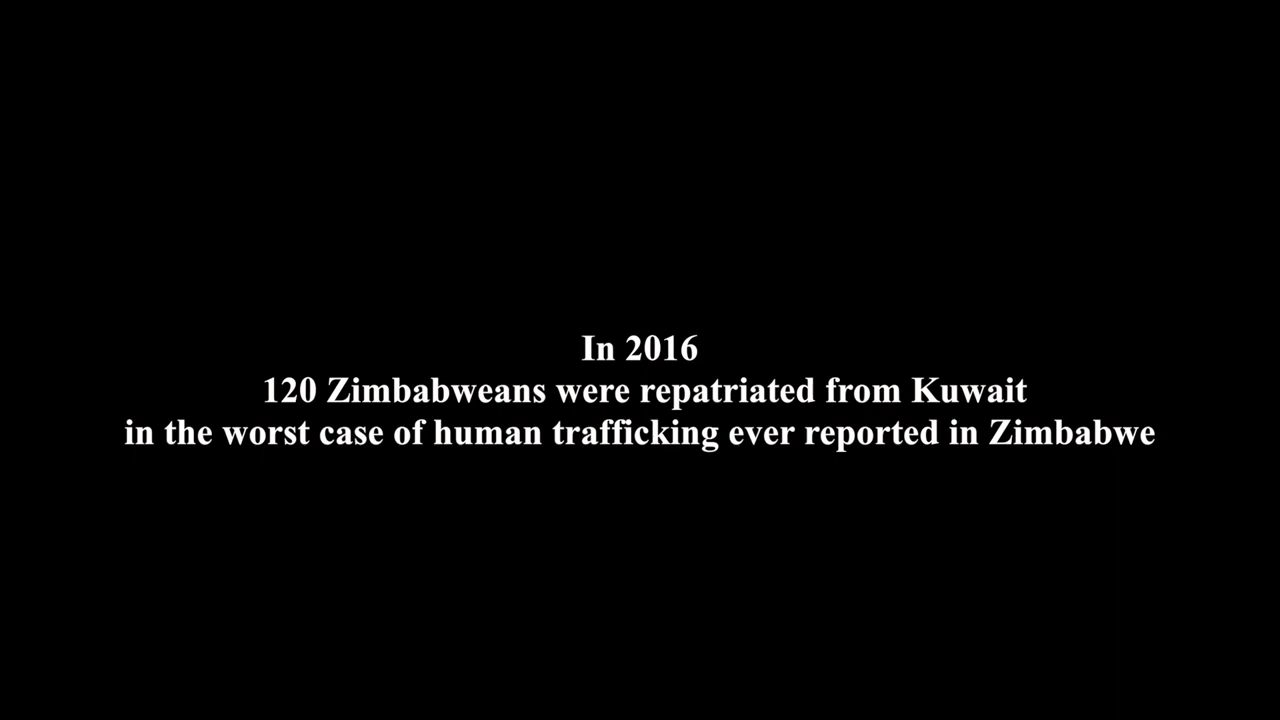 In 2016
120 Zimbabweans were repatriated from Kuwait
in the worst case of human trafficking ever reported in Zimbabwe